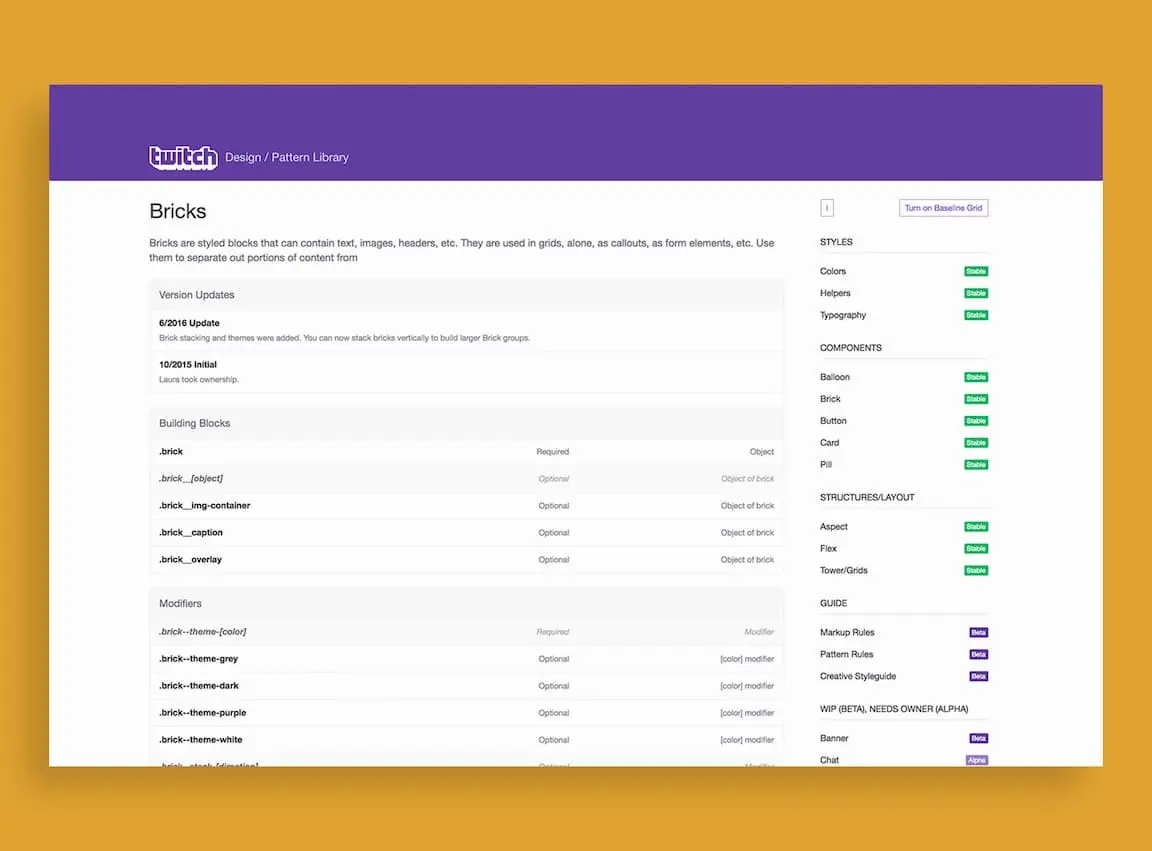 twitch Design / Pattern Library
Bricks
Bricks are styled blocks that can contain text, images, headers, etc. They are used in grids, alone, as callouts, as form elements, etc. Use
them to separate out portions of content from
Version Updates
6/2016 Update
Brick stacking and themes were added. You can now stack bricks vertically to build larger Brick groups.
10/2015 Initial
Laura took ownership.
Building Blocks
.brick Required Object
.brick__[object] Optional Object of brick
.brick__img-container Optional Object of brick
.brick__caption Optional Object of brick
.brick__overlay Optional Object of brick
Modifiers
.brick--theme-[color] Required Modifier
.brick--theme-grey Optional [color] modifier
.brick--theme-dark Optional [color] modifier
.brick--theme-purple Optional [color] modifier
.brick--theme-white Optional [color] modifier
Turn on Baseline Grid
STYLES
Colors Stable
Helpers Stable
Typography Stable
COMPONENTS
Balloon Stable
Brick Stable
Button Stable
Card Stable
Pill Stable
STRUCTURES/LAYOUT
Aspect Stable
Flex Stable
Tower/Grids Stable
GUIDE
Markup Rules Beta
Pattern Rules Beta
Creative Styleguide Beta
WIP (BETA), NEEDS OWNER (ALPHA)
Banner Beta
Chat Alpha